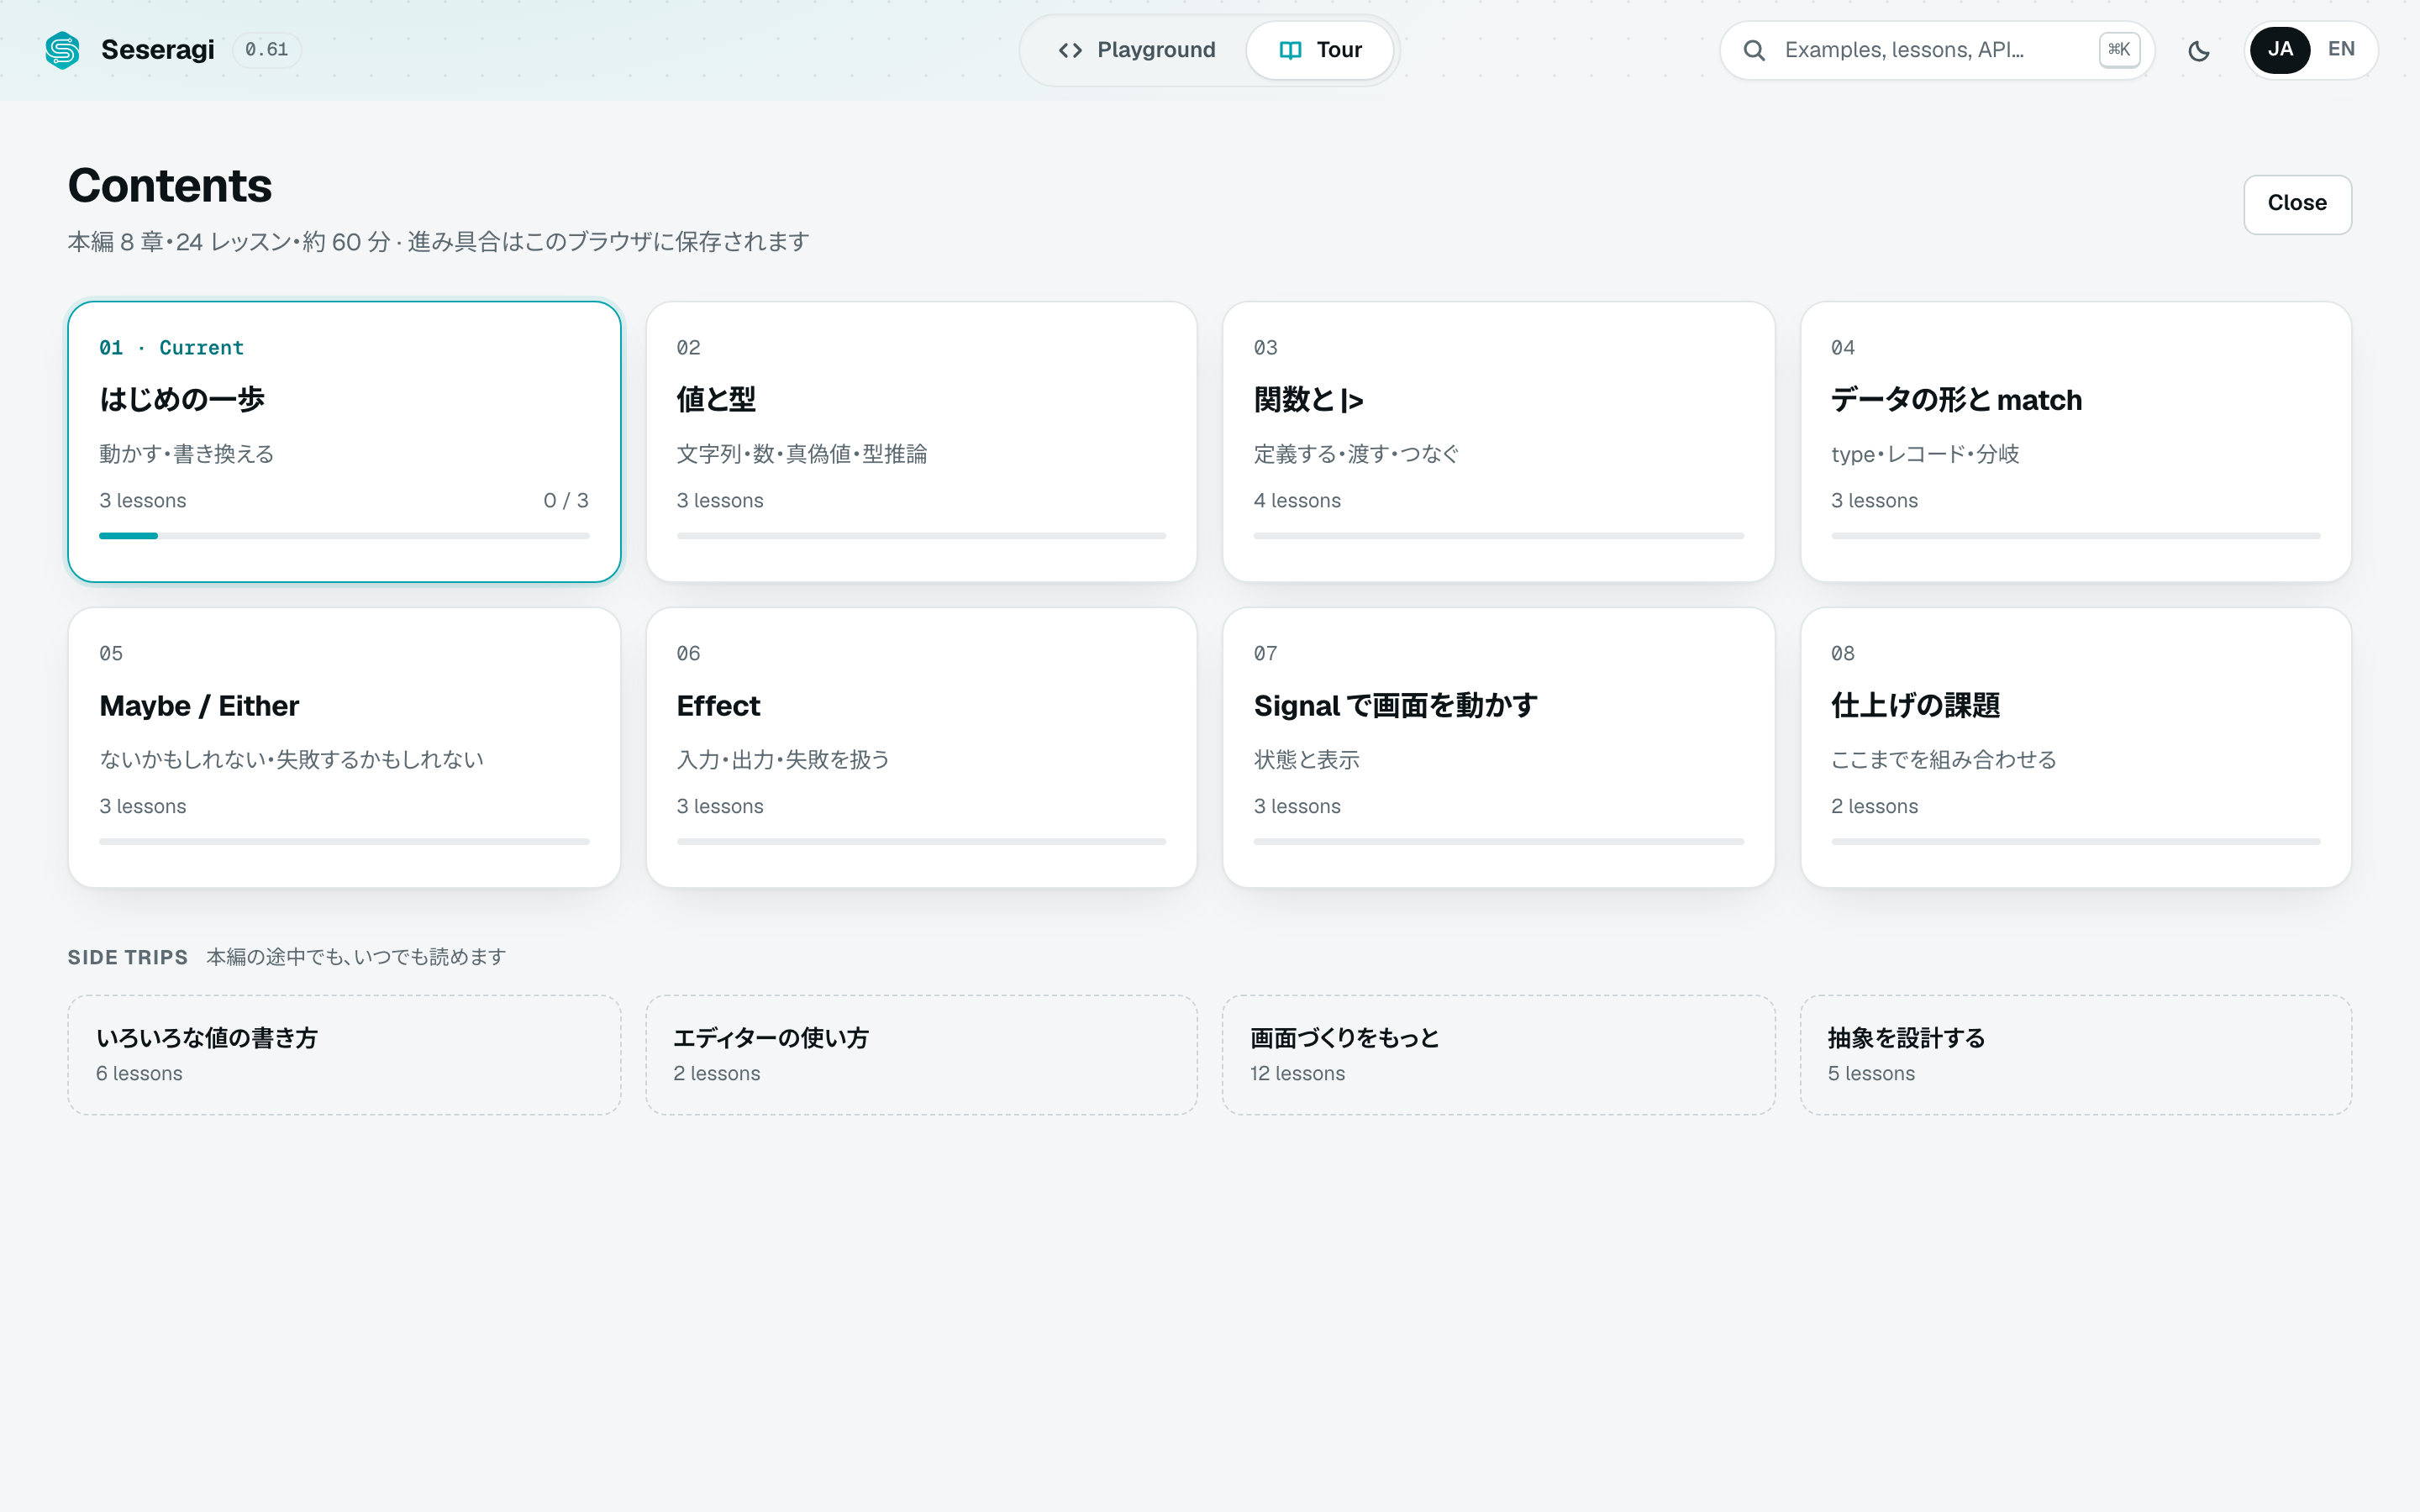 Seseragi 0.61 Playground Tour Examples, lessons, API... ⌘K JA EN
Contents
Close
本編 8 章・24 レッスン・約 60 分 · 進み具合はこのブラウザに保存されます
01 · Current
はじめの一歩
動かす・書き換える
3 lessons 0 / 3
02
値と型
文字列・数・真偽値・型推論
3 lessons
03
関数と |>
定義する・渡す・つなぐ
4 lessons
04
データの形と match
type・レコード・分岐
3 lessons
05
Maybe / Either
ないかもしれない・失敗するかもしれない
3 lessons
06
Effect
入力・出力・失敗を扱う
3 lessons
07
Signal で画面を動かす
状態と表示
3 lessons
08
仕上げの課題
ここまでを組み合わせる
2 lessons
SIDE TRIPS 本編の途中でも、いつでも読めます
いろいろな値の書き方
6 lessons
エディターの使い方
2 lessons
画面づくりをもっと
12 lessons
抽象を設計する
5 lessons